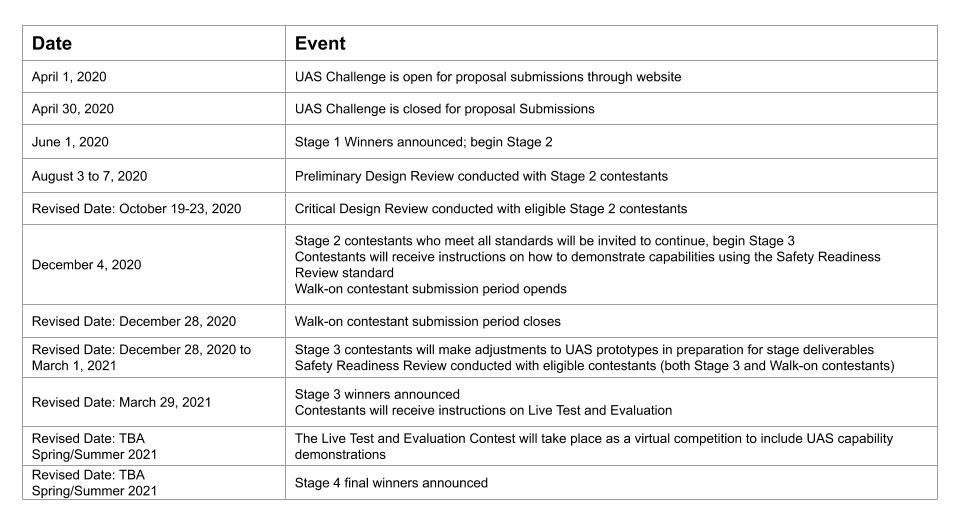 Date
Event
April 1, 2020
UAS Challenge is open for proposal submissions through website
April 30, 2020
UAS Challenge is closed for proposal Submissions
June 1, 2020
Stage 1 Winners announced; begin Stage 2
August 3 to 7, 2020
Preliminary Design Review conducted with Stage 2 contestants
Revised Date: October 19-23, 2020
Critical Design Review conducted with eligible Stage 2 contestants
December 4, 2020
Stage 2 contestants who meet all standards will be invited to continue, begin Stage 3
Contestants will receive instructions on how to demonstrate capabilities using the Safety Readiness
Review standard
Walk-on contestant submission period opends
Revised Date: December 28, 2020
Walk-on contestant submission period closes
Revised Date: December 28, 2020 to
March 1, 2021
Stage 3 contestants will make adjustments to UAS prototypes in preparation for stage deliverables
Safety Readiness Review conducted with eligible contestants (both Stage 3 and Walk-on contestants)
Revised Date: March 29, 2021
Stage 3 winners announced
Contestants will receive instructions on Live Test and Evaluation
Revised Date: TBA
Spring/Summer 2021
The Live Test and Evaluation Contest will take place as a virtual competition to include UAS capability
demonstrations
Revised Date: TBA
Spring/Summer 2021
Stage 4 final winners announced